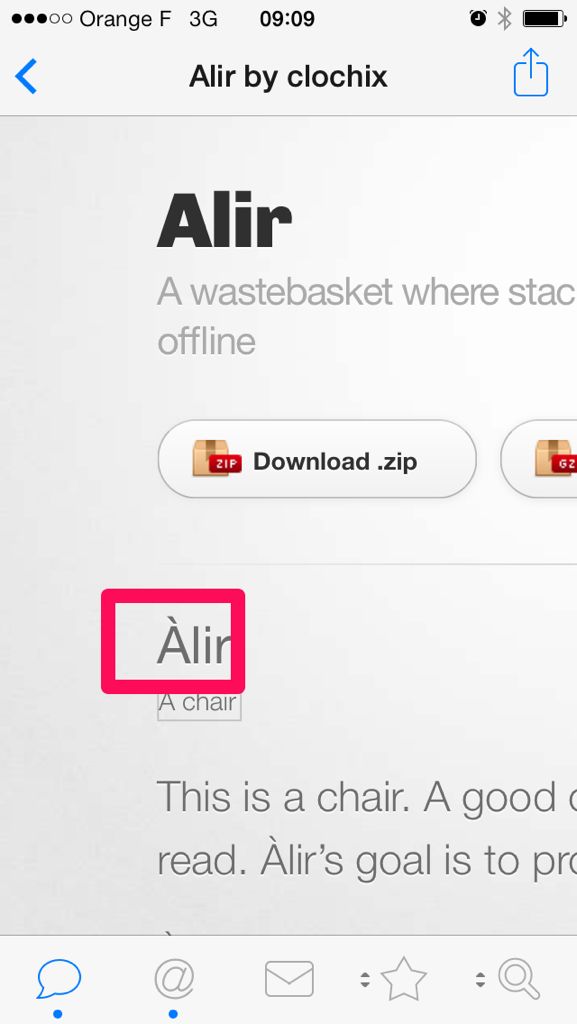 Orange F 3G 09:09
Alir by clochix
Alir
A wastebasket where stac
offline
ZIP Download .zip GZ
Àlir
A chair
This is a chair. A good
read. Àlir’s goal is to pro
@